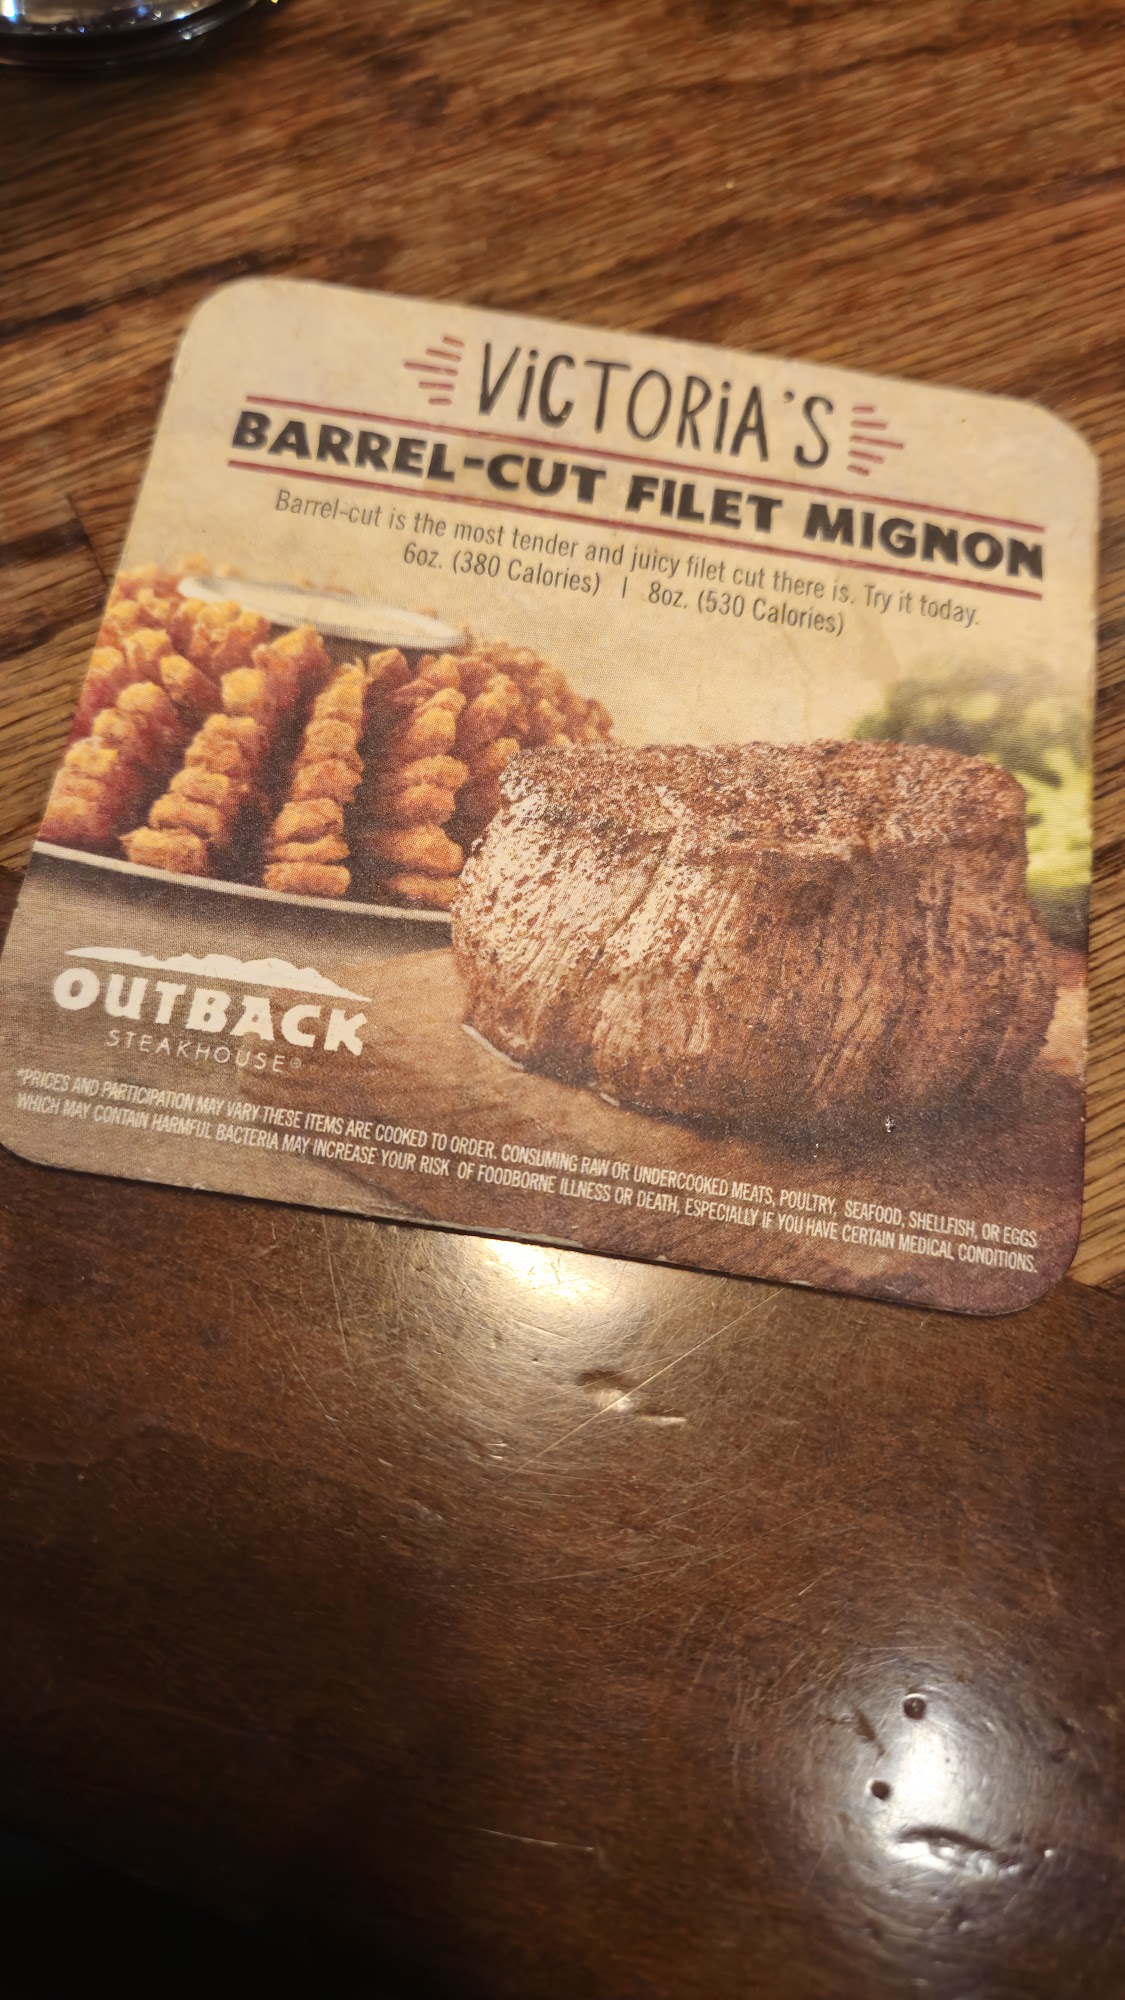 VICTORIA'S
BARREL-CUT FILET MIGNON
Barrel-cut is the most tender and juicy filet cut there is. Try it today.
6oz. (380 Calories) | 8oz. (530 Calories)
OUTBACK
STEAKHOUSE®
*PRICES AND PARTICIPATION MAY VARY THESE ITEMS ARE COOKED TO ORDER. CONSUMING RAW OR UNDERCOOKED MEATS, POULTRY, SEAFOOD, SHELLFISH, OR EGGS
WHICH MAY CONTAIN HARMFUL BACTERIA MAY INCREASE YOUR RISK OF FOODBORNE ILLNESS OR DEATH, ESPECIALLY IF YOU HAVE CERTAIN MEDICAL CONDITIONS.